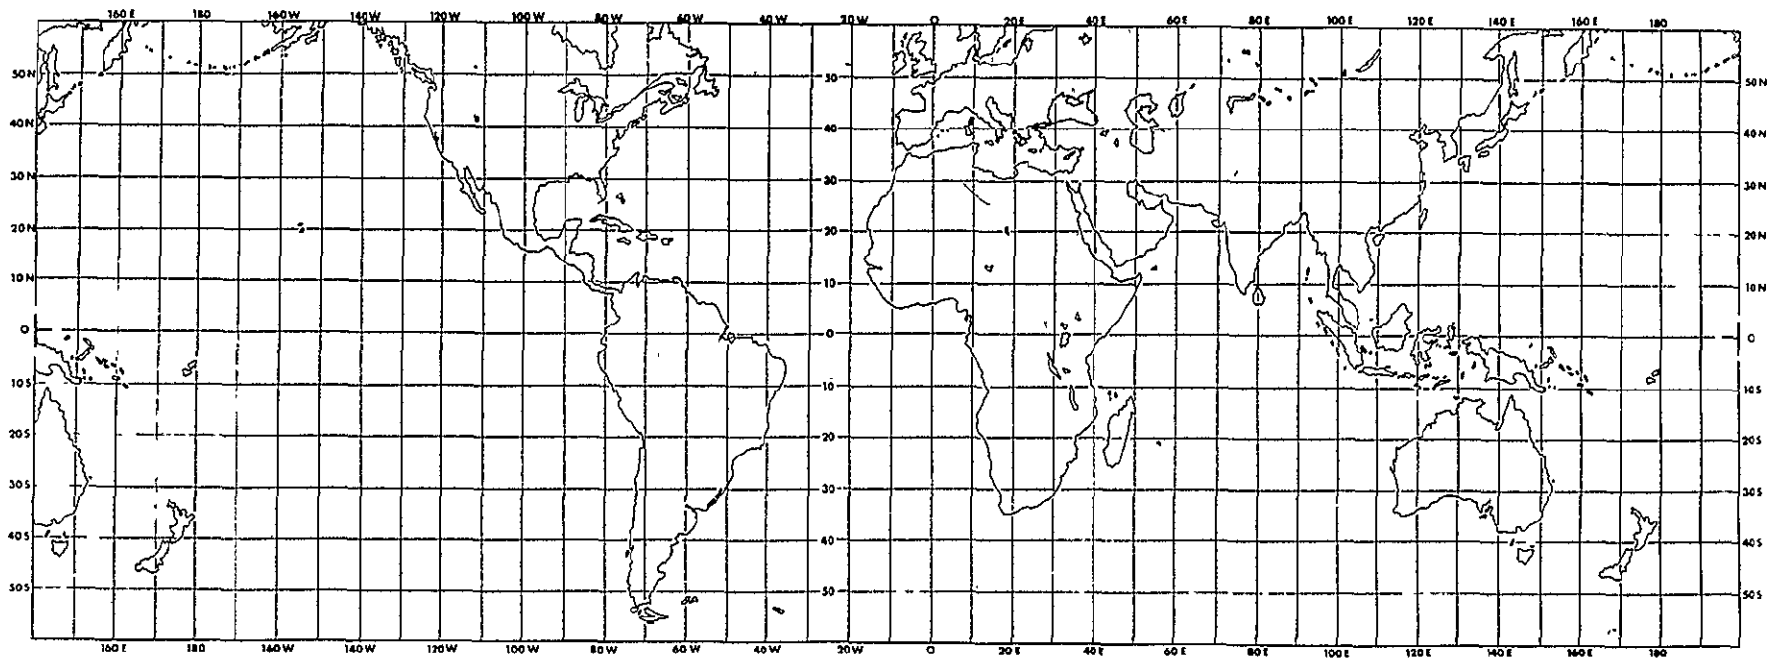 160 E 180 160 W 140 W 120 W 100 W 80 W 60 W 40 W 20 W 0 20 E 40 E 60 E 80 E 100 E 120 E 140 E 160 E 180
50 N 50 50 N
40 N 40 40 N
30 N 30 30 N
20 N 20 20 N
10 N 10 10 N
0 0 0
10 S 10 10 S
20 S 20 20 S
30 S 30 30 S
40 S 40 40 S
50 S 50 50 S
160 E 180 160 W 140 W 120 W 100 W 80 W 60 W 40 W 20 W 0 20 E 40 E 60 E 80 E 100 E 120 E 140 E 160 E 180